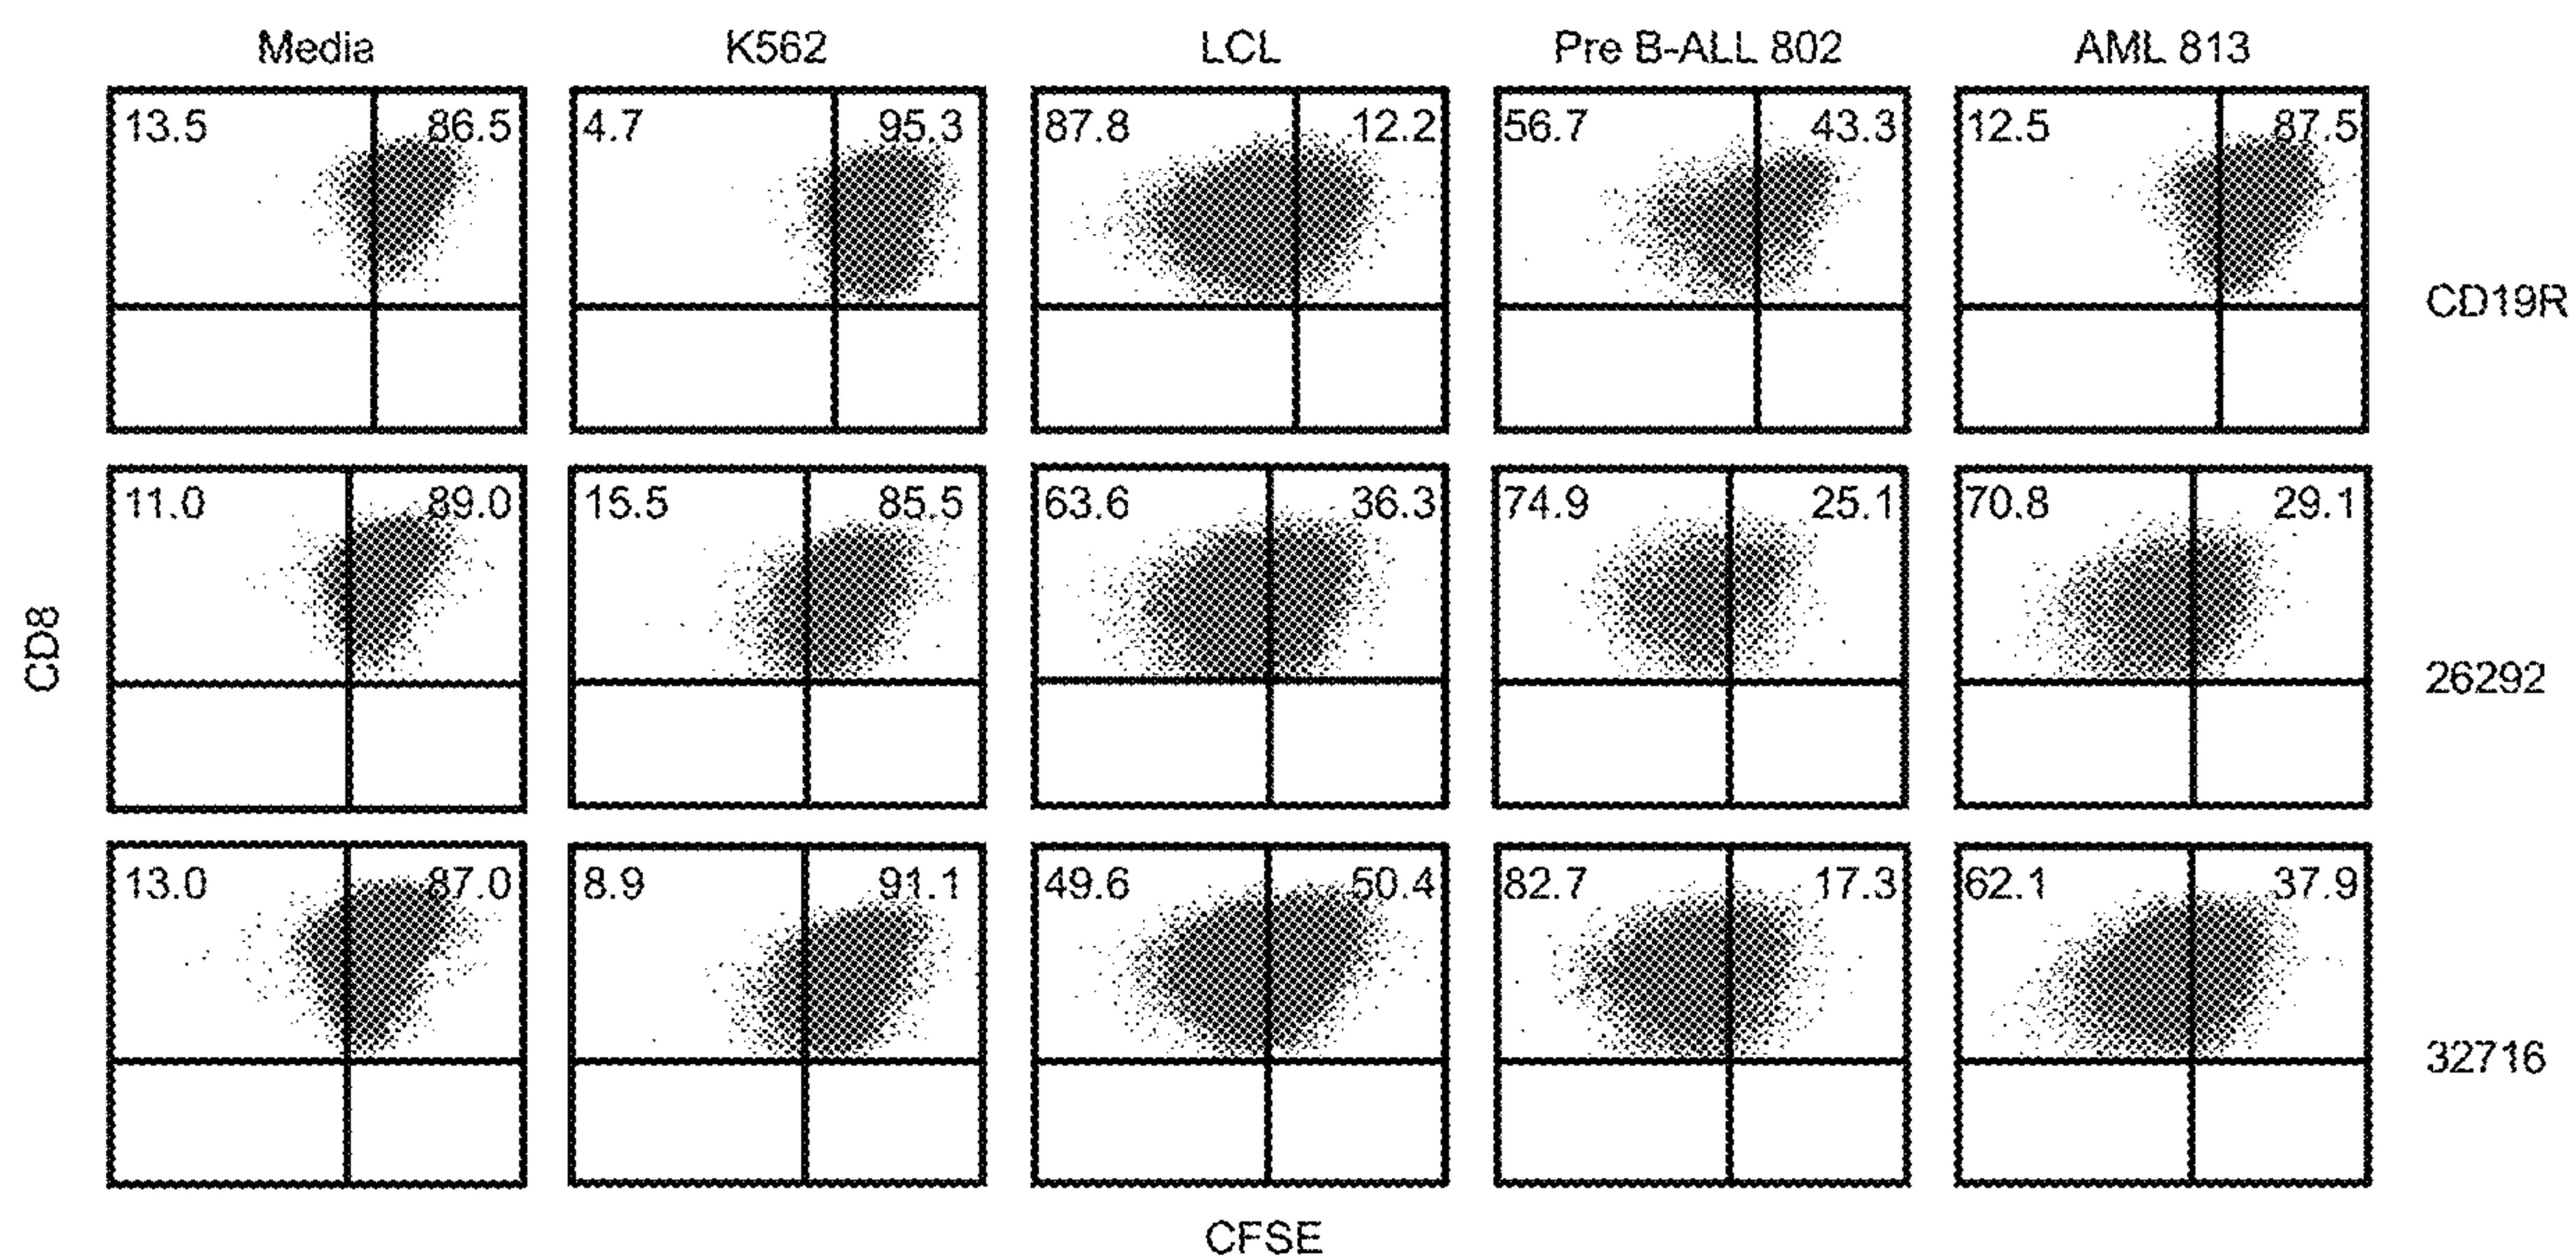 Media K562 LCL Pre B-ALL 802 AML 813
13.5 86.5 4.7 95.3 87.8 12.2 56.7 43.3 12.5 87.5
CD19R
11.0 89.0 15.5 85.5 63.6 36.3 74.9 25.1 70.8 29.1
CD8
26292
13.0 87.0 8.9 91.1 49.6 50.4 82.7 17.3 62.1 37.9
32716
CFSE